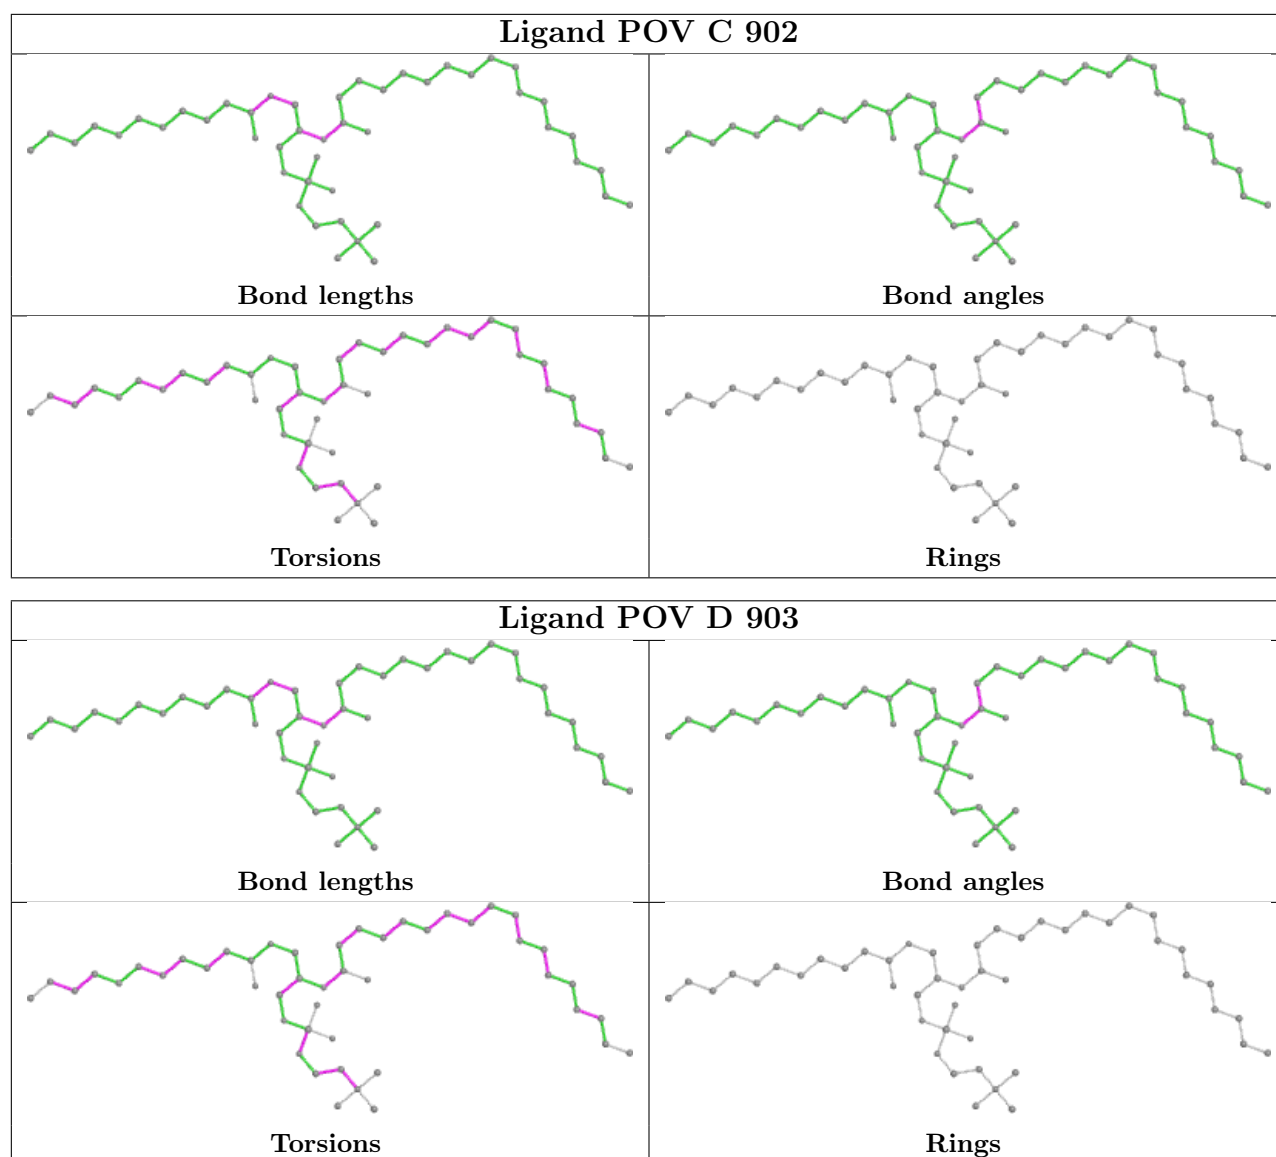 Ligand POV C 902
Bond lengths
Bond angles
Torsions
Rings
Ligand POV D 903
Bond lengths
Bond angles
Torsions
Rings